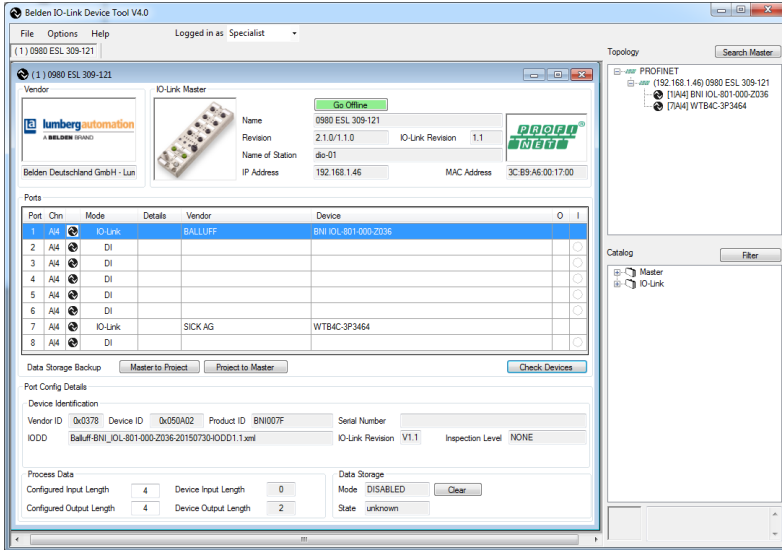 Belden IO-Link Device Tool V4.0
File Options Help Logged in as Specialist
(1) 0980 ESL 309-121
(1) 0980 ESL 309-121
Vendor
lumbergautomation
A BELDEN BRAND
Belden Deutschland GmbH - Lun
IO-Link Master
Go Offline
Name 0980 ESL 309-121
Revision 2.1.0/1.1.0 IO-Link Revision 1.1
Name of Station dio-01
IP Address 192.168.1.46 MAC Address 3C:B9:A6:00:17:00
PROFI NET
Ports
Port Chn Mode Details Vendor Device O I
1 A|4 IO-Link BALLUFF BNI IOL-801-000-Z036
2 A|4 DI
3 A|4 DI
4 A|4 DI
5 A|4 DI
6 A|4 DI
7 A|4 IO-Link SICK AG WTB4C-3P3464
8 A|4 DI
Data Storage Backup Master to Project Project to Master Check Devices
Port Config Details
Device Identification
Vendor ID 0x0378 Device ID 0x050A02 Product ID BNI007F Serial Number
IODD Balluff-BNI_IOL-801-000-Z036-20150730-IODD1.1.xml IO-Link Revision V1.1 Inspection Level NONE
Process Data
Configured Input Length 4 Device Input Length 0
Configured Output Length 4 Device Output Length 2
Data Storage
Mode DISABLED Clear
State unknown
Topology Search Master
PROFINET
(192.168.1.46) 0980 ESL 309-121
[1|A|4] BNI IOL-801-000-Z036
[7|A|4] WTB4C-3P3464
Catalog Filter
Master
IO-Link